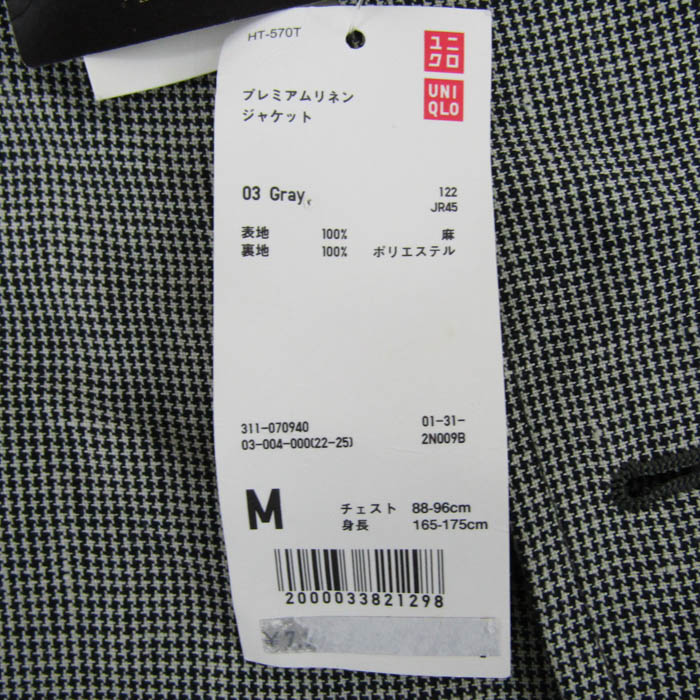 HT-570T
ユニ
クロ
UNI
QLO
プレミアムリネン
ジャケット
03 Gray
122
JR45
表地 100% 麻
裏地 100% ポリエステル
311-070940 01-31-
03-004-000(22-25) 2N009B
M
チェスト 88-96cm
身長 165-175cm
2000033821298